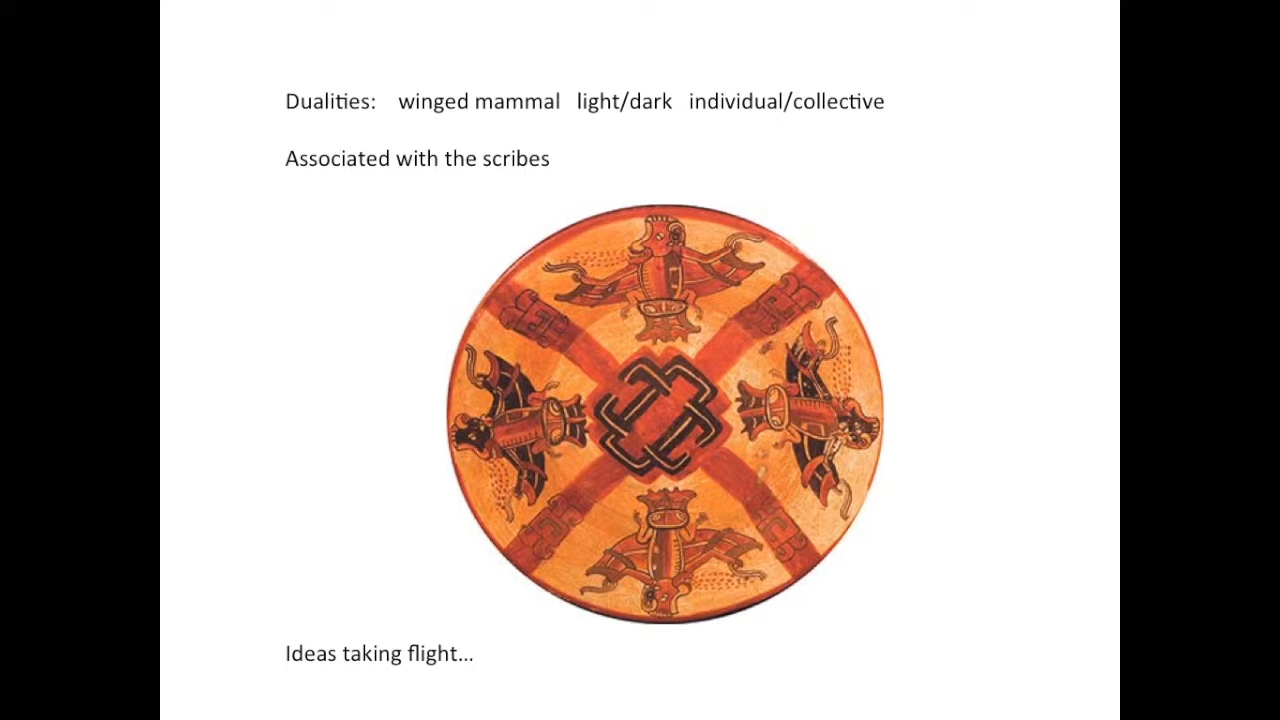 Dualities: winged mammal light/dark individual/collective
Associated with the scribes
Ideas taking flight...